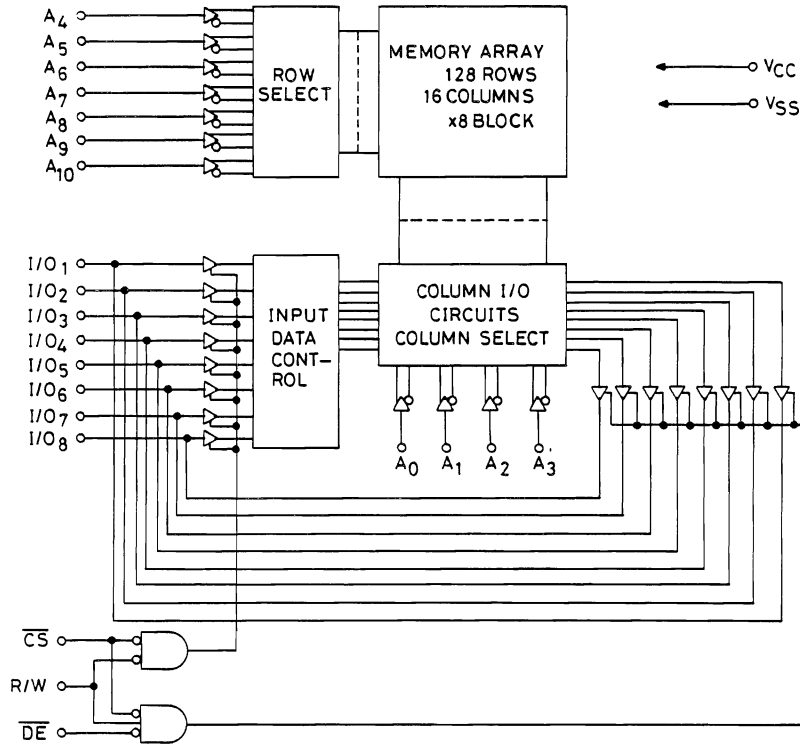 A4
A5
A6
A7
A8
A9
A10
ROW
SELECT
MEMORY ARRAY
128 ROWS
16 COLUMNS
x8 BLOCK
VCC
VSS
I/O1
I/O2
I/O3
I/O4
I/O5
I/O6
I/O7
I/O8
INPUT
DATA
CONT-
ROL
COLUMN I/O
CIRCUITS
COLUMN SELECT
A0 A1 A2 A3
C̅S̅
R/W
D̅E̅